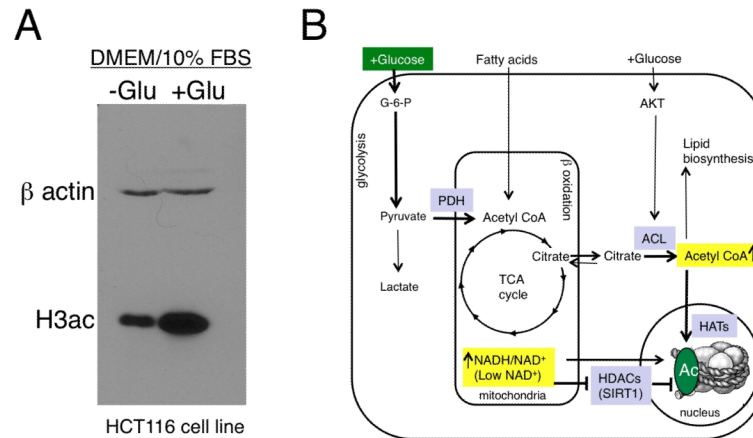 A
DMEM/10% FBS
-Glu +Glu
β actin
H3ac
HCT116 cell line
B
+Glucose
Fatty acids
+Glucose
G-6-P
AKT
glycolysis
Lipid
biosynthesis
β oxidation
PDH
Pyruvate
Acetyl CoA
ACL
Citrate
Citrate
Acetyl CoA
Lactate
TCA
cycle
HATs
NADH/NAD⁺
(Low NAD⁺)
HDACs
(SIRT1)
Ac
mitochondria
nucleus